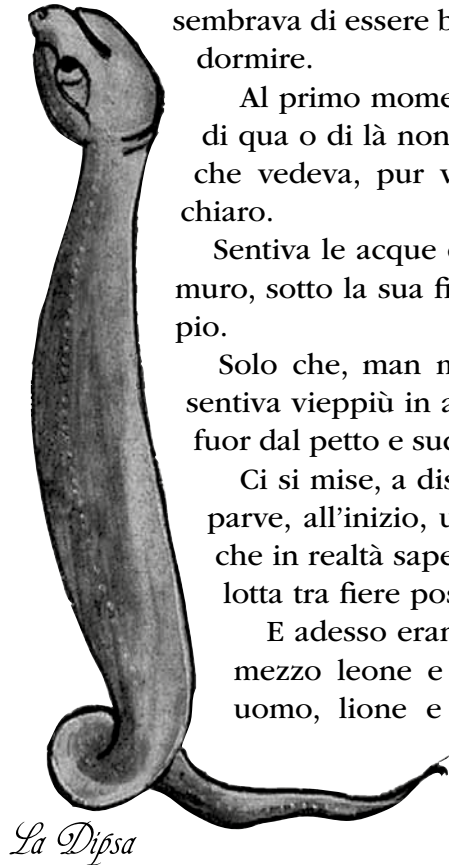 sembrava di essere b
dormire.
Al primo mome
di qua o di là non
che vedeva, pur v
chiaro.
Sentiva le acque
muro, sotto la sua fi
pio.
Solo che, man m
sentiva vieppiù in a
fuor dal petto e suc
Ci si mise, a dis
parve, all'inizio, u
che in realtà sape
lotta tra fiere pos
E adesso eran
mezzo leone e
uomo, lione e
La Dipsa